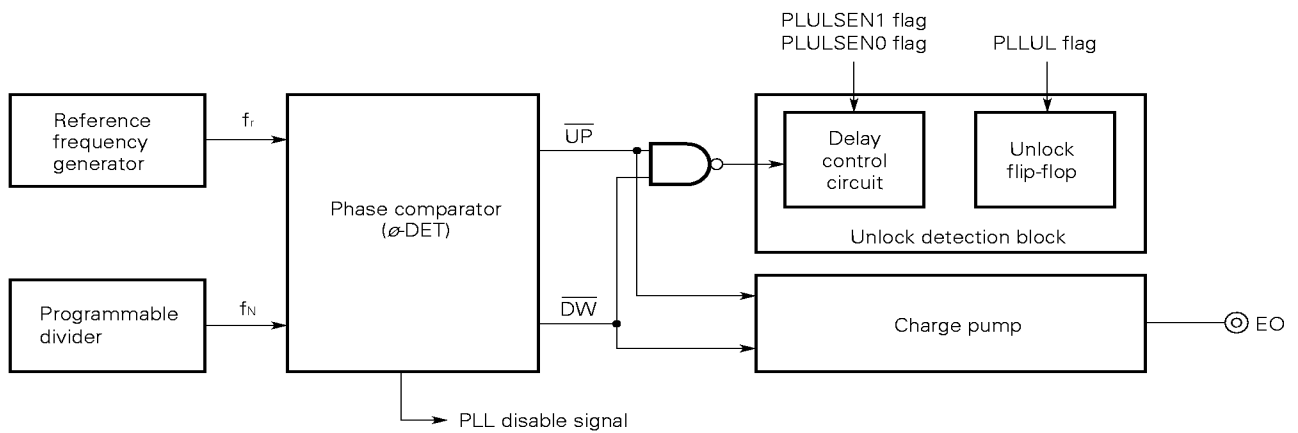 PLULSEN1 flag
PLULSEN0 flag
PLLUL flag
Reference
frequency
generator
fr
Phase comparator
(ø-DET)
UP
Delay
control
circuit
Unlock
flip-flop
Unlock detection block
Programmable
divider
fN
DW
Charge pump
EO
PLL disable signal